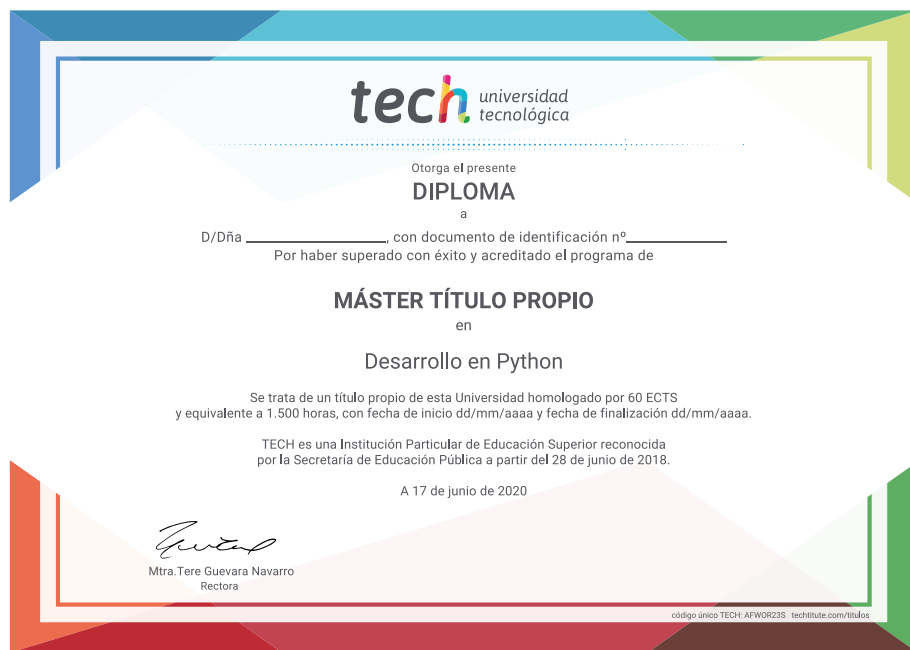 tech universidad
tecnológica
Otorga el presente
DIPLOMA
a
D/Dña ______________, con documento de identificación nº__________
Por haber superado con éxito y acreditado el programa de
MÁSTER TÍTULO PROPIO
en
Desarrollo en Python
Se trata de un título propio de esta Universidad homologado por 60 ECTS
y equivalente a 1.500 horas, con fecha de inicio dd/mm/aaaa y fecha de finalización dd/mm/aaaa.
TECH es una Institución Particular de Educación Superior reconocida
por la Secretaría de Educación Pública a partir del 28 de junio de 2018.
A 17 de junio de 2020
Mtra.Tere Guevara Navarro
Rectora
código único TECH: AFWOR23S techtitute.com/titulos